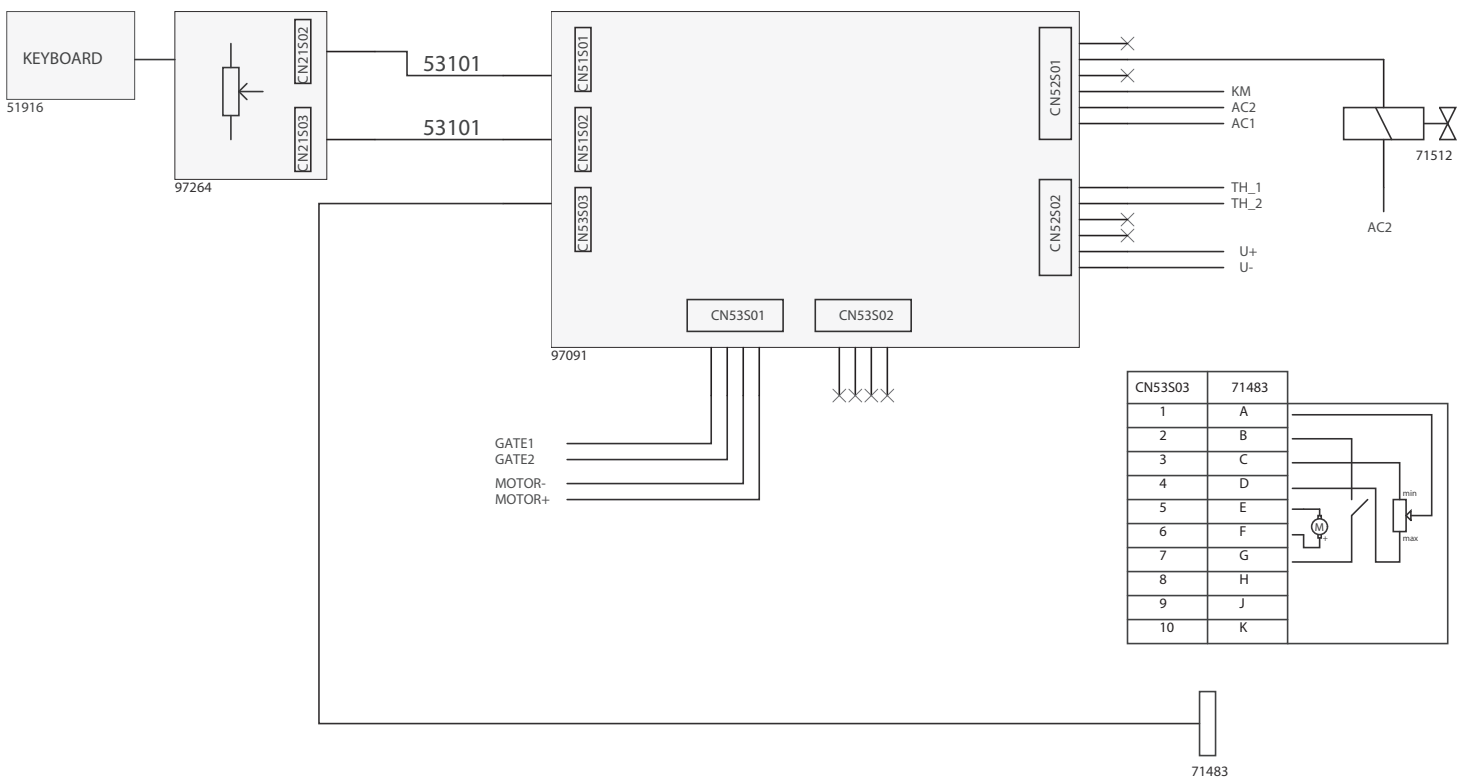 KEYBOARD
51916
CN21S02
CN21S03
97264
53101
53101
CN51S01
CN51S02
CN53S03
CN52S01
CN52S02
CN53S01
CN53S02
97091
KM
AC2
AC1
71512
AC2
TH_1
TH_2
U+
U-
GATE1
GATE2
MOTOR-
MOTOR+
CN53S03 71483
1 A
2 B
3 C
4 D
5 E
6 F
7 G
8 H
9 J
10 K
min
max
M
+
71483